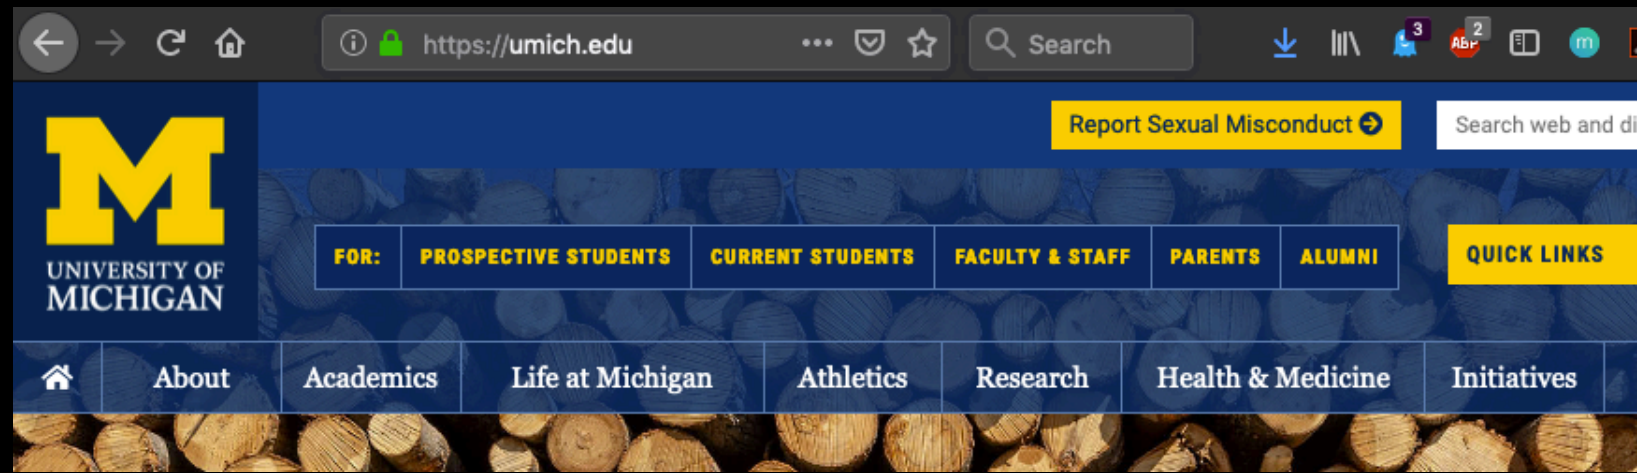 https://umich.edu
Search
3
ABP
2
m
M
UNIVERSITY OF
MICHIGAN
Report Sexual Misconduct
Search web and di
FOR: PROSPECTIVE STUDENTS CURRENT STUDENTS FACULTY & STAFF PARENTS ALUMNI
QUICK LINKS
About Academics Life at Michigan Athletics Research Health & Medicine Initiatives